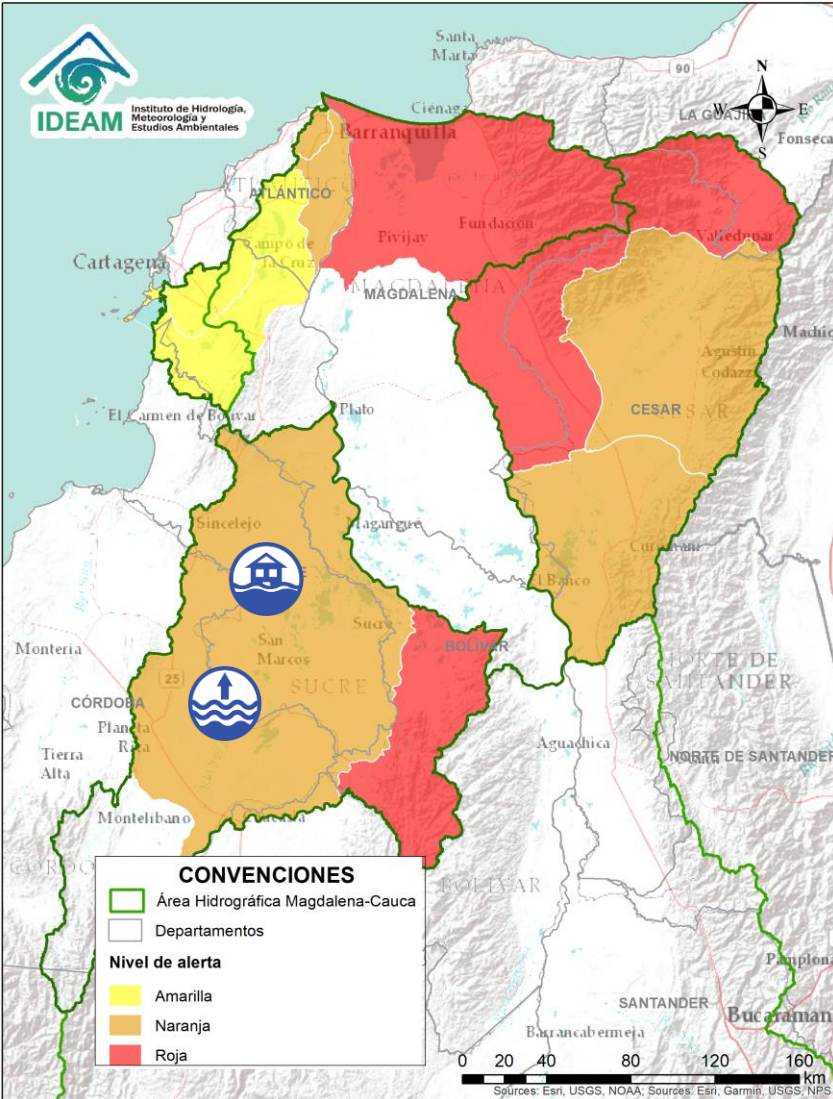 IDEAM
Instituto de Hidrología,
Meteorología y
Estudios Ambientales
Santa
Marta
90
N
W
E
S
LA GUAJIR
Ciénaga
Barranquilla
Fonseca
ATLÁNTICO
Cartagena
Campo de
la Cruz
Pivijay
Fundación
Valledupar
MAGDALENA
Agustín
Codazzi
CESAR
El Carmen de Bolívar
Plato
Sincelejo
Magangue
El Banco
Sucre
San
Marcos
BOLÍVAR
Montería
25
SUCRE
CÓRDOBA
Planeta
Rica
Tierra
Alta
NORTE DE
SANTANDER
Aguachica
NORTE DE SANTANDER
Montelíbano
BOLÍVAR
CONVENCIONES
Área Hidrográfica Magdalena-Cauca
Departamentos
Nivel de alerta
Amarilla
Naranja
Roja
Pamplona
SANTANDER
Bucaraman
Barrancabermeja
0 20 40 80 120 160
km
Sources: Esri, USGS, NOAA; Sources: Esri, Garmin, USGS, NPS